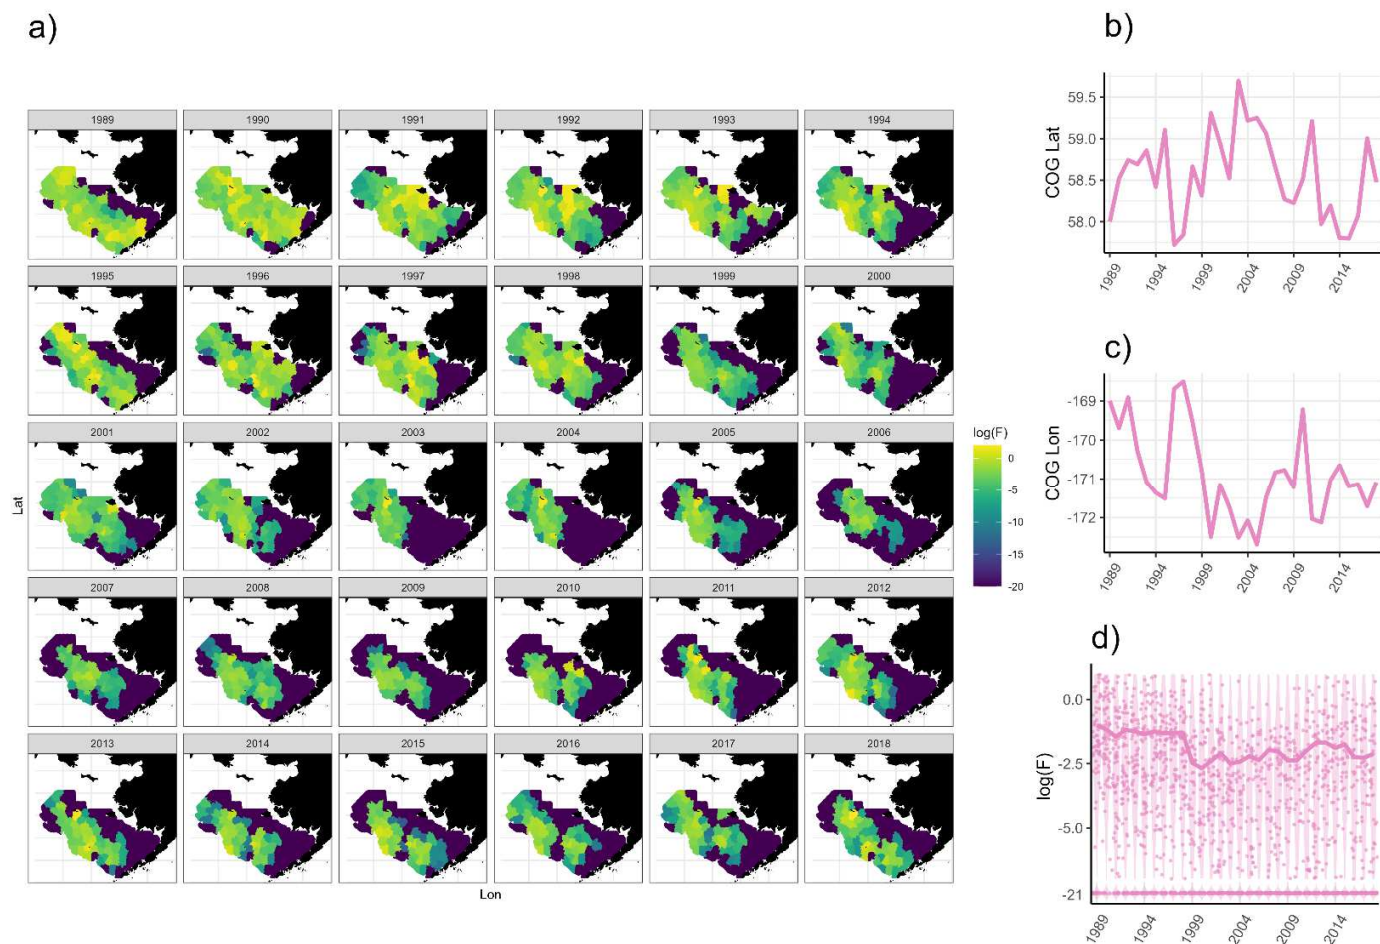 a)
1989 1990 1991 1992 1993 1994
1995 1996 1997 1998 1999 2000
2001 2002 2003 2004 2005 2006
2007 2008 2009 2010 2011 2012
2013 2014 2015 2016 2017 2018
Lat
Lon
log(F)
0
-5
-10
-15
-20
b)
COG Lat
59.5
59.0
58.5
58.0
1989 1994 1999 2004 2009 2014
c)
COG Lon
-169
-170
-171
-172
1989 1994 1999 2004 2009 2014
d)
log(F)
0.0
-2.5
-5.0
-21
1989 1994 1999 2004 2009 2014